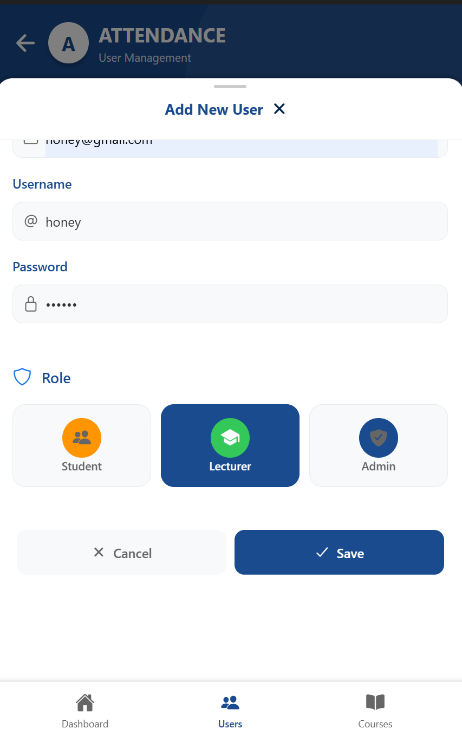 A
ATTENDANCE
User Management
Add New User
honey@gmail.com
Username
@ honey
Password
••••••
Role
Student
Lecturer
Admin
Cancel
Save
Dashboard
Users
Courses